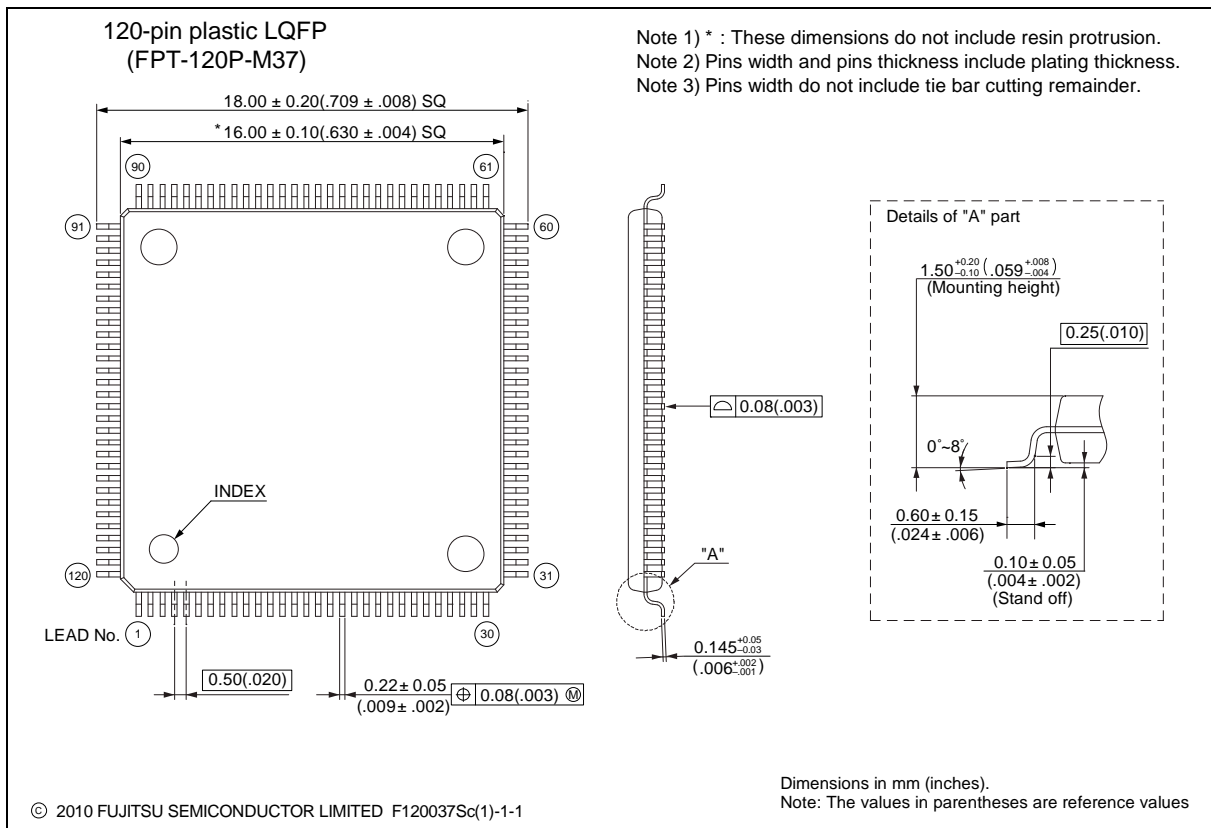 120-pin plastic LQFP
(FPT-120P-M37)
Note 1) * : These dimensions do not include resin protrusion.
Note 2) Pins width and pins thickness include plating thickness.
Note 3) Pins width do not include tie bar cutting remainder.
18.00 ± 0.20(.709 ± .008) SQ
*16.00 ± 0.10(.630 ± .004) SQ
90
61
91
60
Details of "A" part
1.50 +0.20 -0.10 (.059 +.008 -.004)
(Mounting height)
0.25(.010)
0.08(.003)
0°~8°
INDEX
0.60 ± 0.15
(.024 ± .006)
"A"
0.10 ± 0.05
(.004 ± .002)
(Stand off)
120
31
LEAD No. 1
30
0.145 +0.05 -0.03
(.006 +.002 -.001)
0.50(.020)
0.22 ± 0.05
(.009 ± .002)
⌖ 0.08(.003) Ⓜ
Dimensions in mm (inches).
Note: The values in parentheses are reference values
© 2010 FUJITSU SEMICONDUCTOR LIMITED F120037Sc(1)-1-1